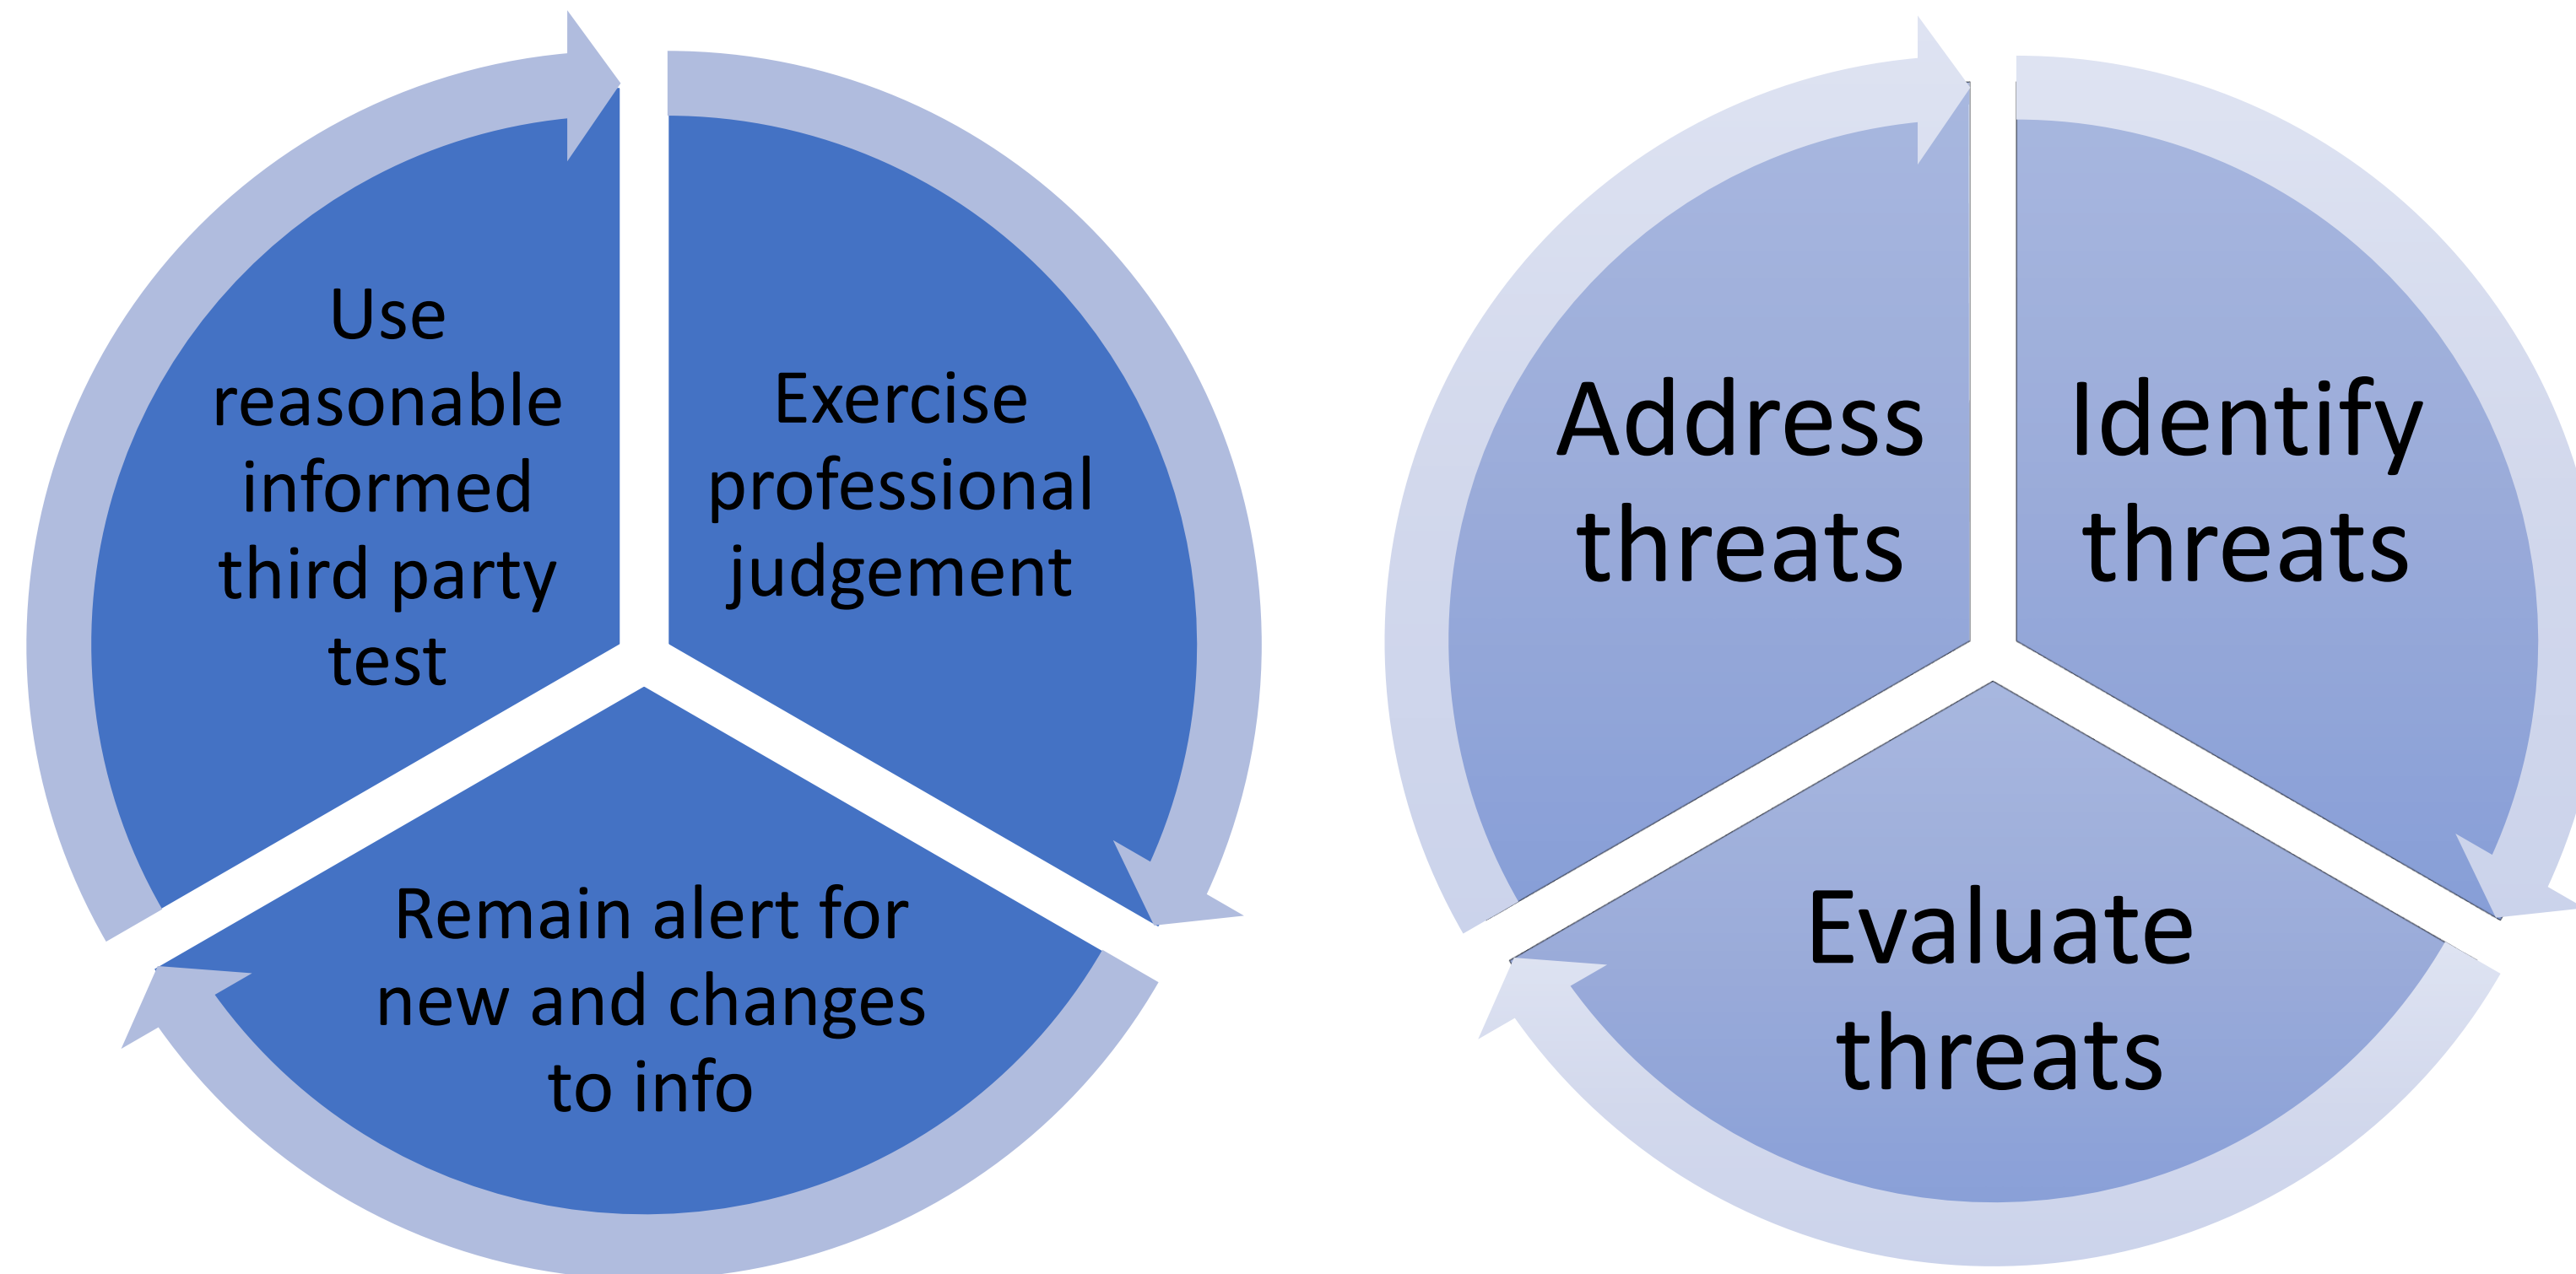 Use
reasonable
informed
third party
test
Exercise
professional
judgement
Remain alert for
new and changes
to info
Address
threats
Identify
threats
Evaluate
threats